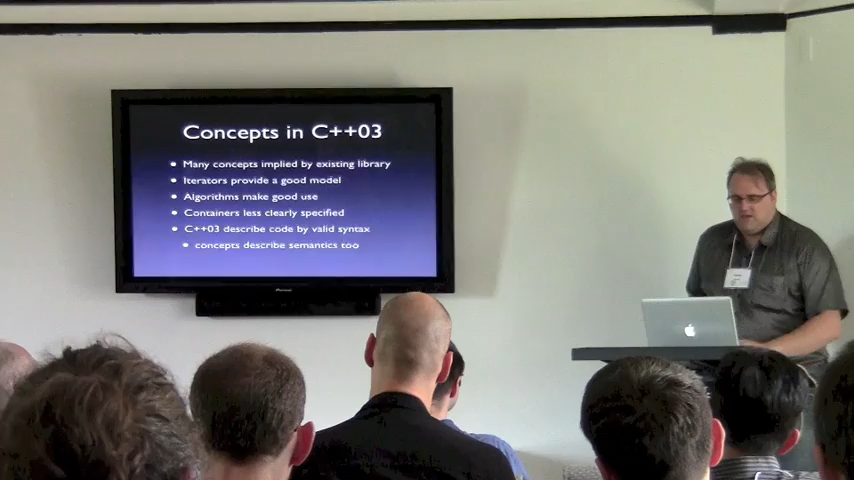 Concepts in C++03
• Many concepts implied by existing library
• Iterators provide a good model
• Algorithms make good use
• Containers less clearly specified
• C++03 describe code by valid syntax
• concepts describe semantics too